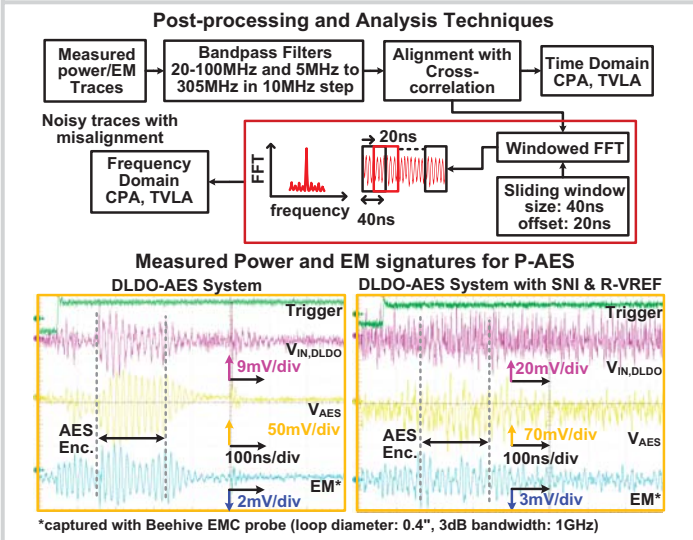 Post-processing and Analysis Techniques
Measured
power/EM
Traces
Bandpass Filters
20-100MHz and 5MHz to
305MHz in 10MHz step
Alignment with
Cross-
correlation
Time Domain
CPA, TVLA
Noisy traces with
misalignment
Frequency
Domain
CPA, TVLA
FFT
frequency
20ns
40ns
Windowed FFT
Sliding window
size: 40ns
offset: 20ns
Measured Power and EM signatures for P-AES
DLDO-AES System
Trigger
VIN,DLDO
9mV/div
VAES
50mV/div
AES
Enc.
100ns/div
EM*
2mV/div
DLDO-AES System with SNI & R-VREF
Trigger
VIN,DLDO
20mV/div
VAES
70mV/div
AES
Enc.
100ns/div
EM*
3mV/div
*captured with Beehive EMC probe (loop diameter: 0.4", 3dB bandwidth: 1GHz)